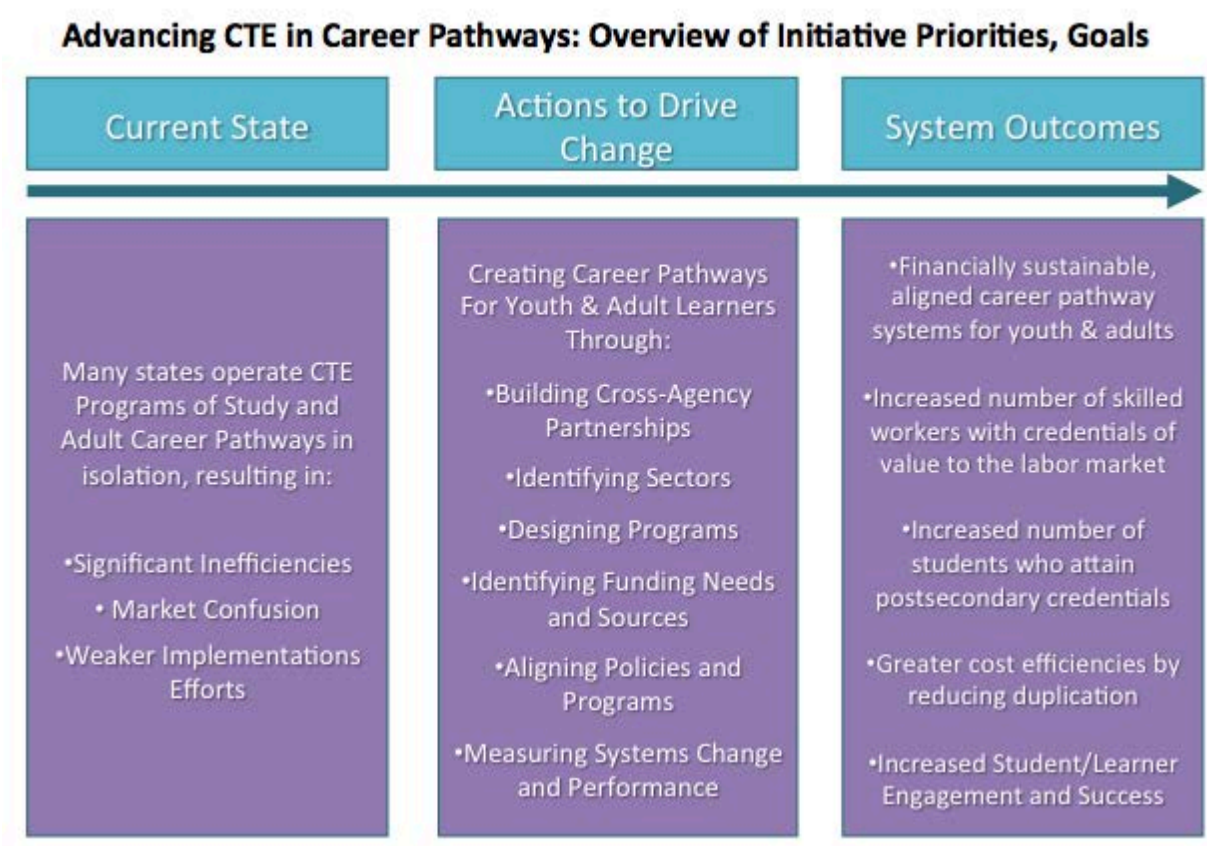 Advancing CTE in Career Pathways: Overview of Initiative Priorities, Goals
Current State
Many states operate CTE
Programs of Study and
Adult Career Pathways in
isolation, resulting in:
•Significant Inefficiencies
• Market Confusion
•Weaker Implementations
Efforts
Actions to Drive
Change
Creating Career Pathways
For Youth & Adult Learners
Through:
•Building Cross-Agency
Partnerships
•Identifying Sectors
•Designing Programs
•Identifying Funding Needs
and Sources
•Aligning Policies and
Programs
•Measuring Systems Change
and Performance
System Outcomes
•Financially sustainable,
aligned career pathway
systems for youth & adults
•Increased number of skilled
workers with credentials of
value to the labor market
•Increased number of
students who attain
postsecondary credentials
•Greater cost efficiencies by
reducing duplication
•Increased Student/Learner
Engagement and Success